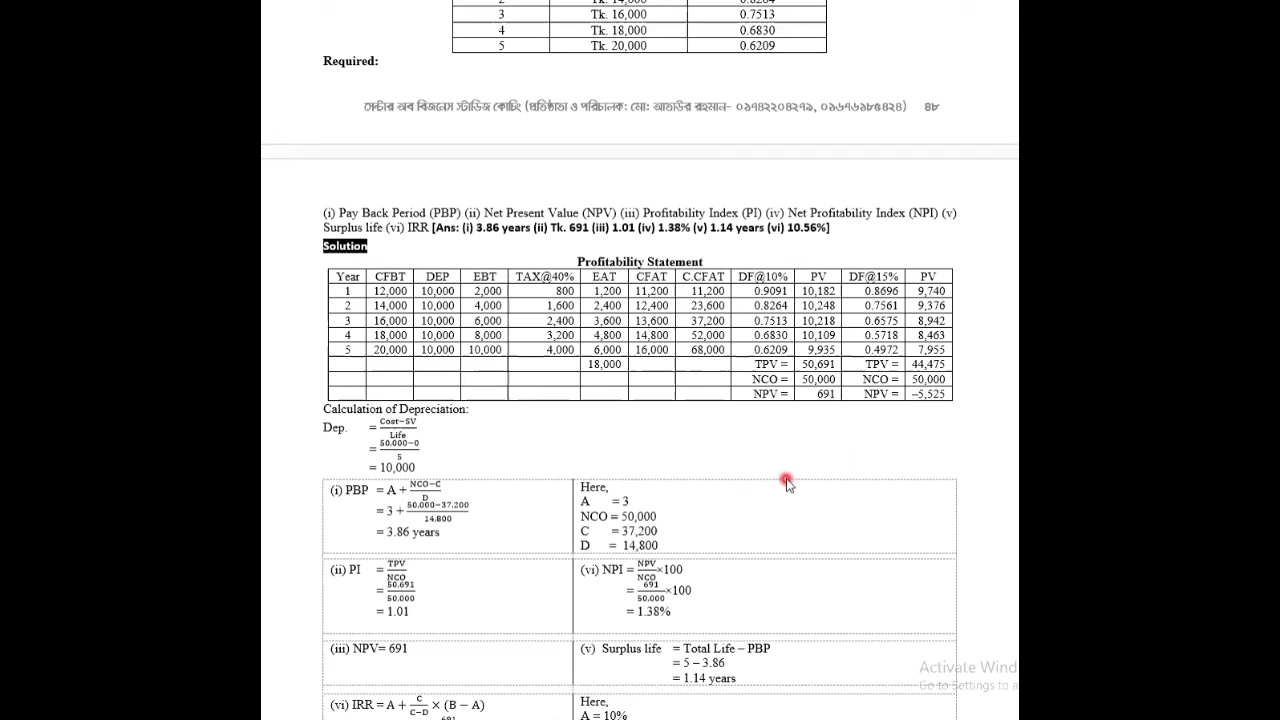 2 Tk. 14,000 0.8264
3 Tk. 16,000 0.7513
4 Tk. 18,000 0.6830
5 Tk. 20,000 0.6209
Required:
সেন্টার অব বিজনেস স্টাডিজ কোচিং (প্রতিষ্ঠাতা ও পরিচালক: মো: আতাউর রহমান- ০১৭৪২২০৪২৭৯, ০১৬৭৬১৮৫৪২৪) ৪৮
(i) Pay Back Period (PBP) (ii) Net Present Value (NPV) (iii) Profitability Index (PI) (iv) Net Profitability Index (NPI) (v)
Surplus life (vi) IRR [Ans: (i) 3.86 years (ii) Tk. 691 (iii) 1.01 (iv) 1.38% (v) 1.14 years (vi) 10.56%]
Solution
Profitability Statement
Year CFBT DEP EBT TAX@40% EAT CFAT C.CFAT DF@10% PV DF@15% PV
1 12,000 10,000 2,000 800 1,200 11,200 11,200 0.9091 10,182 0.8696 9,740
2 14,000 10,000 4,000 1,600 2,400 12,400 23,600 0.8264 10,248 0.7561 9,376
3 16,000 10,000 6,000 2,400 3,600 13,600 37,200 0.7513 10,218 0.6575 8,942
4 18,000 10,000 8,000 3,200 4,800 14,800 52,000 0.6830 10,109 0.5718 8,463
5 20,000 10,000 10,000 4,000 6,000 16,000 68,000 0.6209 9,935 0.4972 7,955
18,000 TPV = 50,691 TPV = 44,475
NCO = 50,000 NCO = 50,000
NPV = 691 NPV = –5,525
Calculation of Depreciation:
Dep. = Cost−SV
Life
= 50.000−0
5
= 10,000
(i) PBP = A + NCO−C
D
= 3 + 50.000−37.200
14.800
= 3.86 years
Here,
A = 3
NCO = 50,000
C = 37,200
D = 14,800
(ii) PI = TPV
NCO
= 50.691
50.000
= 1.01
(vi) NPI = NPV
NCO ×100
= 691
50.000 ×100
= 1.38%
(iii) NPV= 691
(v) Surplus life = Total Life – PBP
= 5 – 3.86
= 1.14 years
(vi) IRR = A + C
C−D × (B – A)
691
Here,
A = 10%
Activate Wind
Go to Settings to a